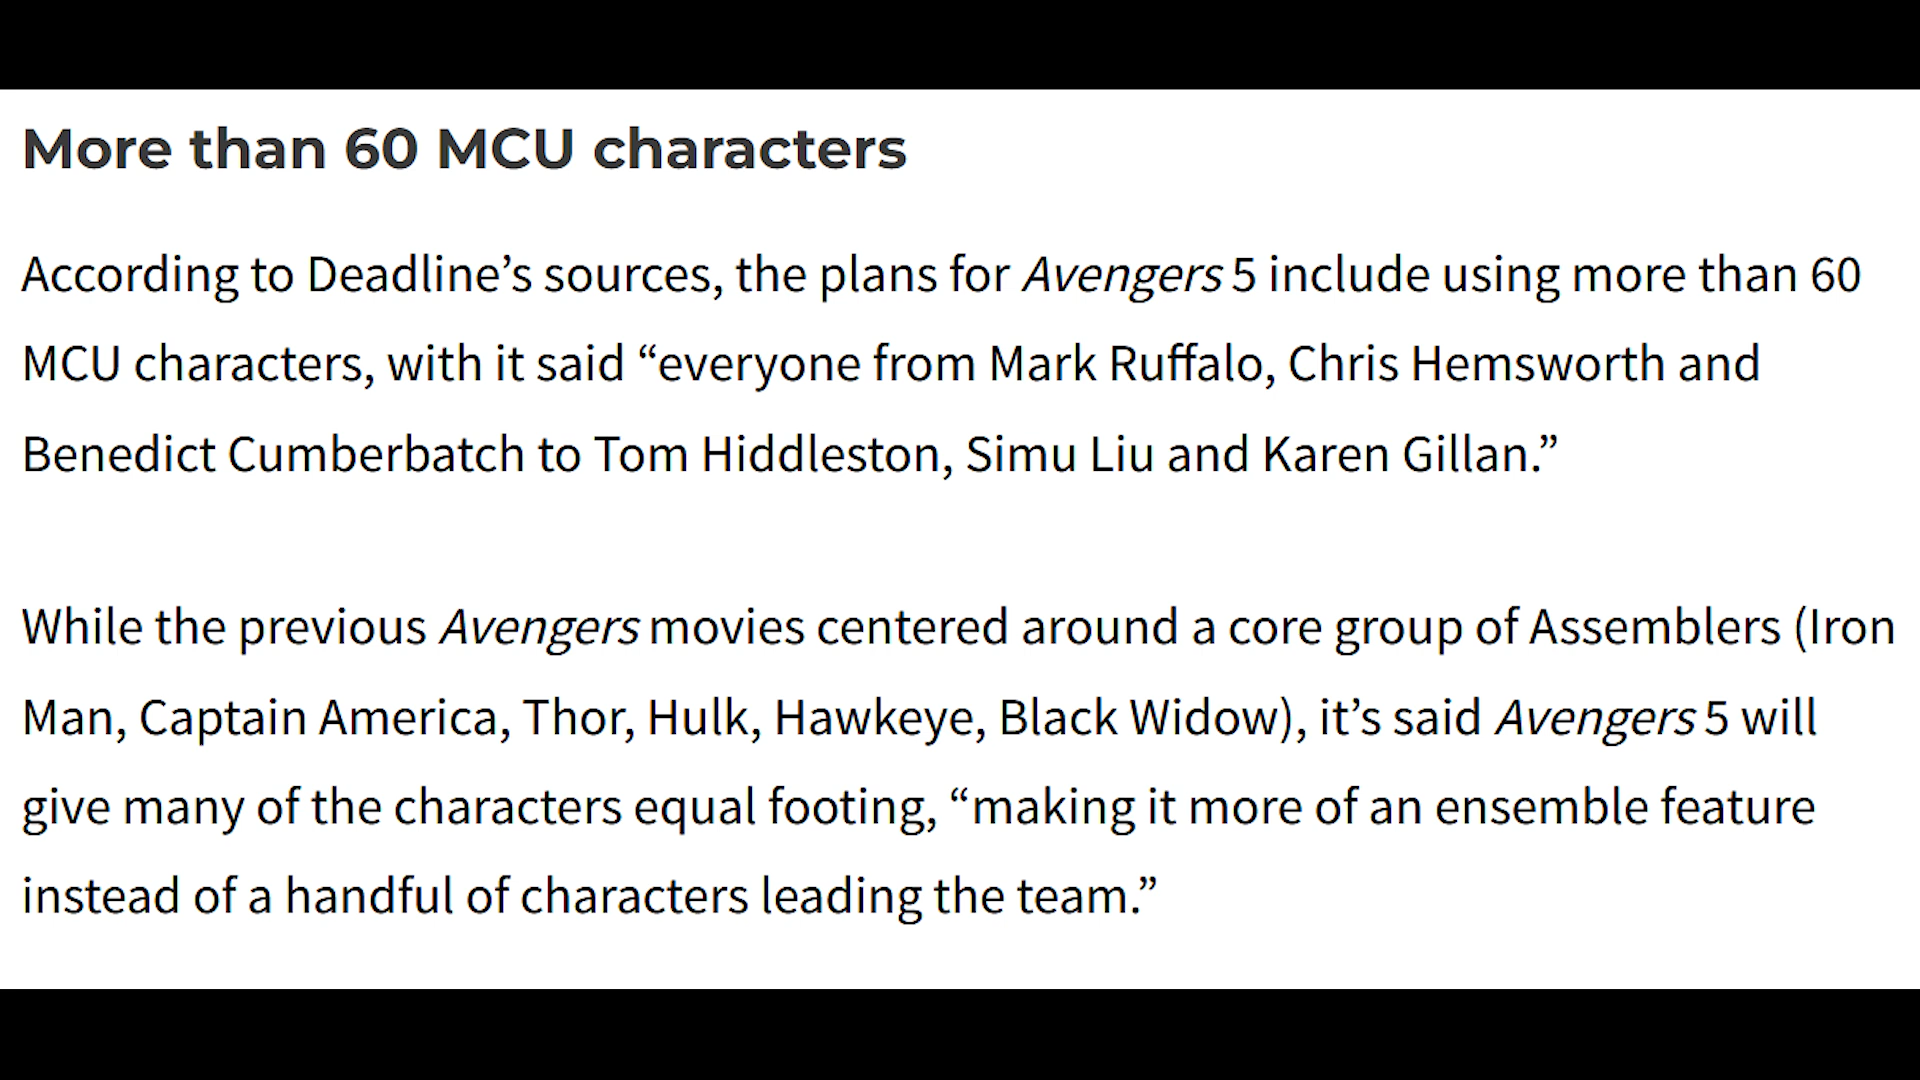 More than 60 MCU characters
According to Deadline’s sources, the plans for Avengers 5 include using more than 60
MCU characters, with it said “everyone from Mark Ruffalo, Chris Hemsworth and
Benedict Cumberbatch to Tom Hiddleston, Simu Liu and Karen Gillan.”
While the previous Avengers movies centered around a core group of Assemblers (Iron
Man, Captain America, Thor, Hulk, Hawkeye, Black Widow), it’s said Avengers 5 will
give many of the characters equal footing, “making it more of an ensemble feature
instead of a handful of characters leading the team.”